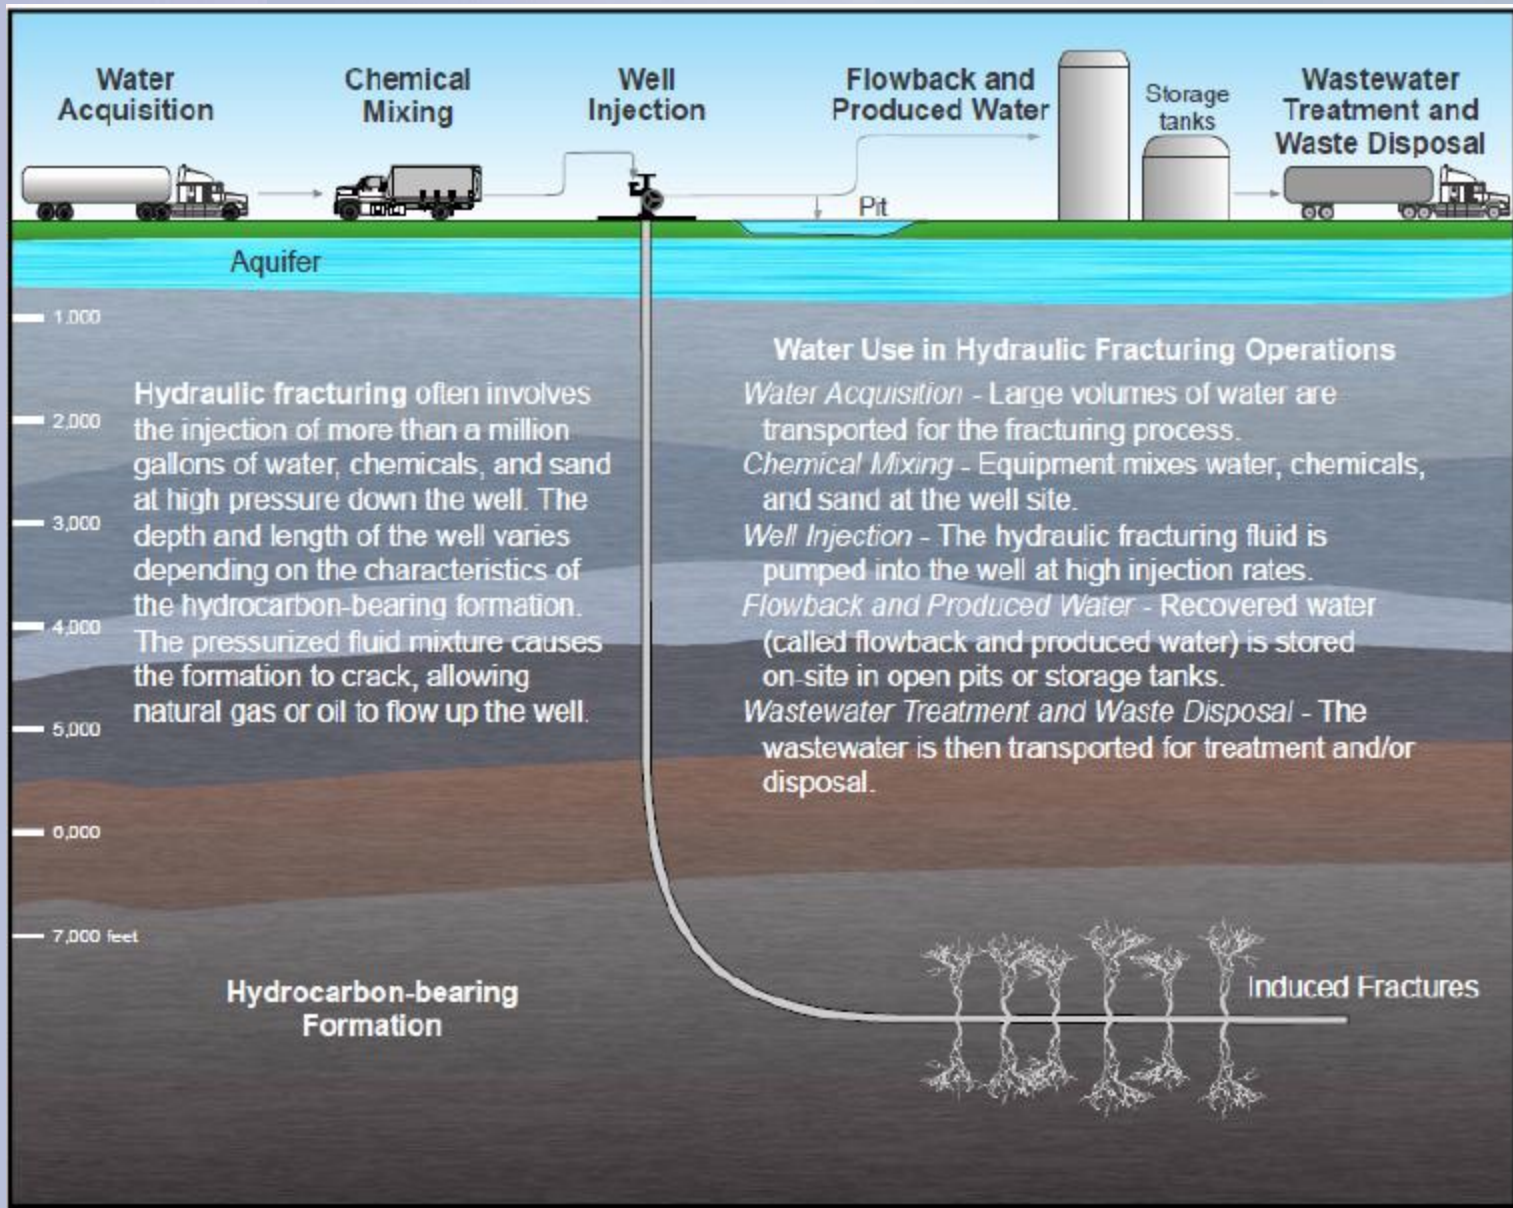 Water
Acquisition
Chemical
Mixing
Well
Injection
Flowback and
Produced Water
Storage
tanks
Wastewater
Treatment and
Waste Disposal
Pit
Aquifer
1,000
2,000
3,000
4,000
5,000
6,000
7,000 feet
Hydraulic fracturing often involves
the injection of more than a million
gallons of water, chemicals, and sand
at high pressure down the well. The
depth and length of the well varies
depending on the characteristics of
the hydrocarbon-bearing formation.
The pressurized fluid mixture causes
the formation to crack, allowing
natural gas or oil to flow up the well.
Water Use in Hydraulic Fracturing Operations
Water Acquisition - Large volumes of water are
transported for the fracturing process.
Chemical Mixing - Equipment mixes water, chemicals,
and sand at the well site.
Well Injection - The hydraulic fracturing fluid is
pumped into the well at high injection rates.
Flowback and Produced Water - Recovered water
(called flowback and produced water) is stored
on-site in open pits or storage tanks.
Wastewater Treatment and Waste Disposal - The
wastewater is then transported for treatment and/or
disposal.
Hydrocarbon-bearing
Formation
Induced Fractures